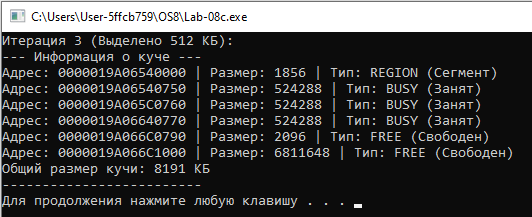 C:\Users\User-5ffcb759\OS8\Lab-08c.exe
Итерация 3 (Выделено 512 КБ):
--- Информация о куче ---
Адрес: 0000019A06540000 | Размер: 1856 | Тип: REGION (Сегмент)
Адрес: 0000019A06540750 | Размер: 524288 | Тип: BUSY (Занят)
Адрес: 0000019A065C0760 | Размер: 524288 | Тип: BUSY (Занят)
Адрес: 0000019A06640770 | Размер: 524288 | Тип: BUSY (Занят)
Адрес: 0000019A066C0790 | Размер: 2096 | Тип: FREE (Свободен)
Адрес: 0000019A066C1000 | Размер: 6811648 | Тип: FREE (Свободен)
Общий размер кучи: 8191 КБ
-------------------------
Для продолжения нажмите любую клавишу . . .